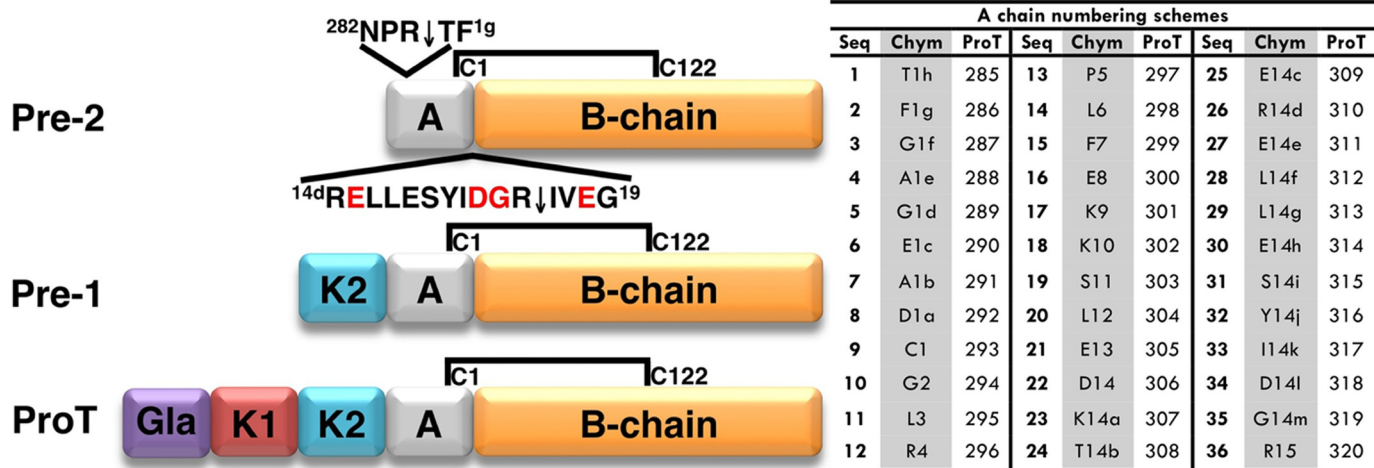 282NPR↓TF1g
C1 C122
Pre-2
A B-chain
14dRELLESYIDGR↓IVEG19
C1 C122
Pre-1
K2 A B-chain
C1 C122
ProT
Gla K1 K2 A B-chain
A chain numbering schemes
Seq Chym ProT Seq Chym ProT Seq Chym ProT
1 T1h 285 13 P5 297 25 E14c 309
2 F1g 286 14 L6 298 26 R14d 310
3 G1f 287 15 F7 299 27 E14e 311
4 A1e 288 16 E8 300 28 L14f 312
5 G1d 289 17 K9 301 29 L14g 313
6 E1c 290 18 K10 302 30 E14h 314
7 A1b 291 19 S11 303 31 S14i 315
8 D1a 292 20 L12 304 32 Y14j 316
9 C1 293 21 E13 305 33 I14k 317
10 G2 294 22 D14 306 34 D14l 318
11 L3 295 23 K14a 307 35 G14m 319
12 R4 296 24 T14b 308 36 R15 320